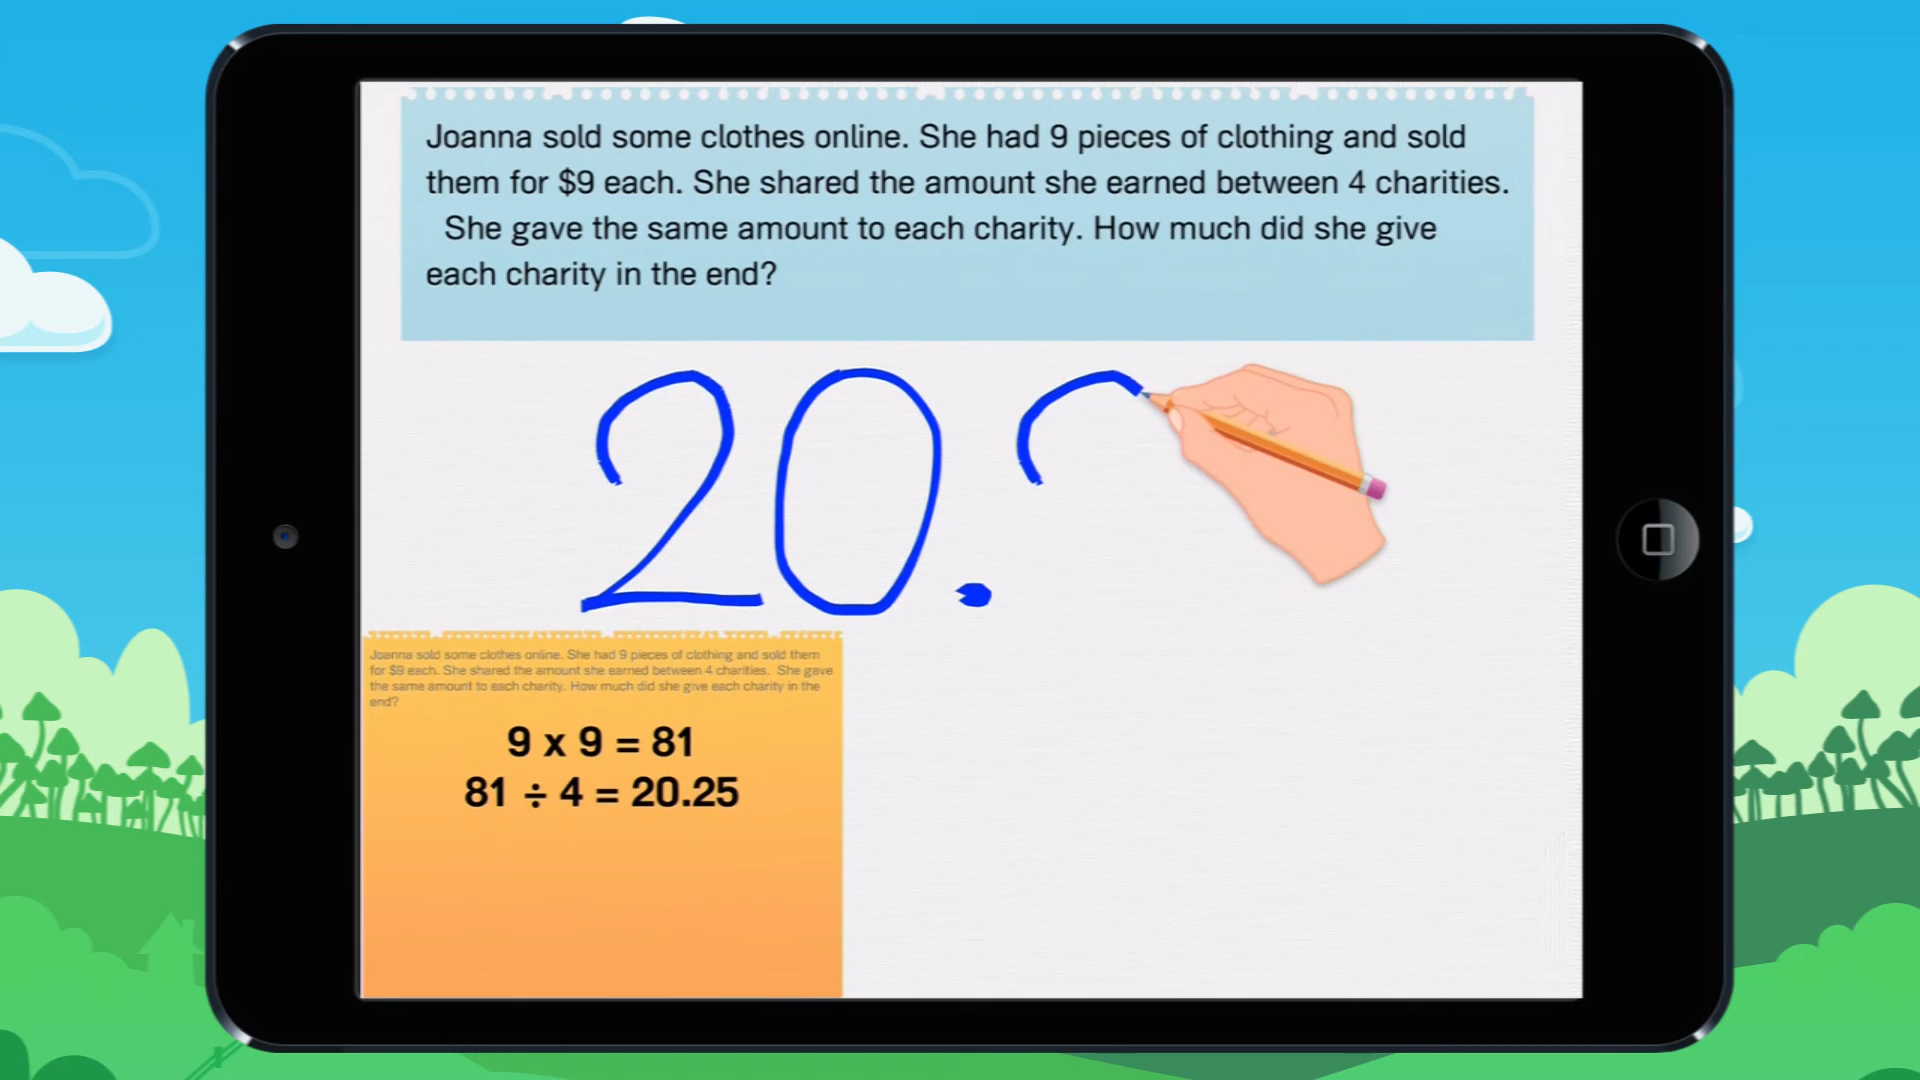 Joanna sold some clothes online. She had 9 pieces of clothing and sold
them for $9 each. She shared the amount she earned between 4 charities.
She gave the same amount to each charity. How much did she give
each charity in the end?
20.
Joanna sold some clothes online. She had 9 pieces of clothing and sold them
for $9 each. She shared the amount she earned between 4 charities. She gave
the same amount to each charity. How much did she give each charity in the
end?
9 x 9 = 81
81 ÷ 4 = 20.25